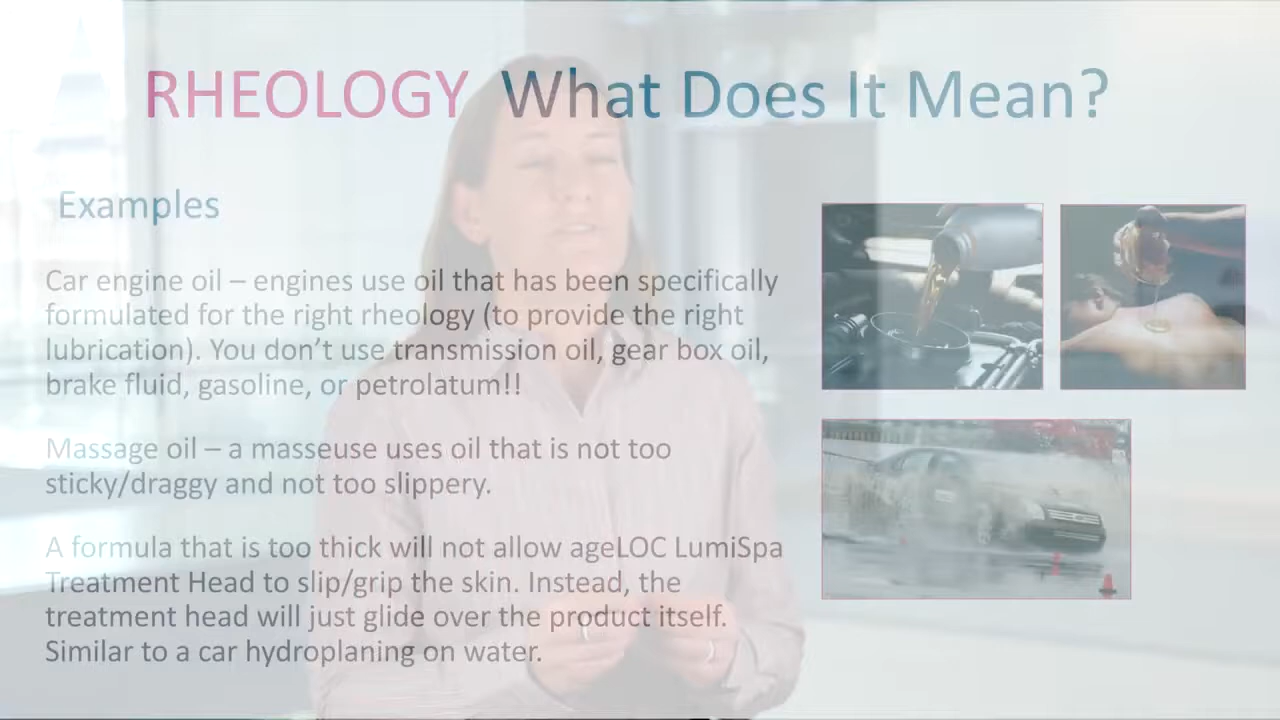 RHEOLOGY What Does It Mean?
Examples
Car engine oil – engines use oil that has been specifically
formulated for the right rheology (to provide the right
lubrication). You don’t use transmission oil, gear box oil,
brake fluid, gasoline, or petrolatum!!
Massage oil – a masseuse uses oil that is not too
sticky/draggy and not too slippery.
A formula that is too thick will not allow ageLOC LumiSpa
Treatment Head to slip/grip the skin. Instead, the
treatment head will just glide over the product itself.
Similar to a car hydroplaning on water.